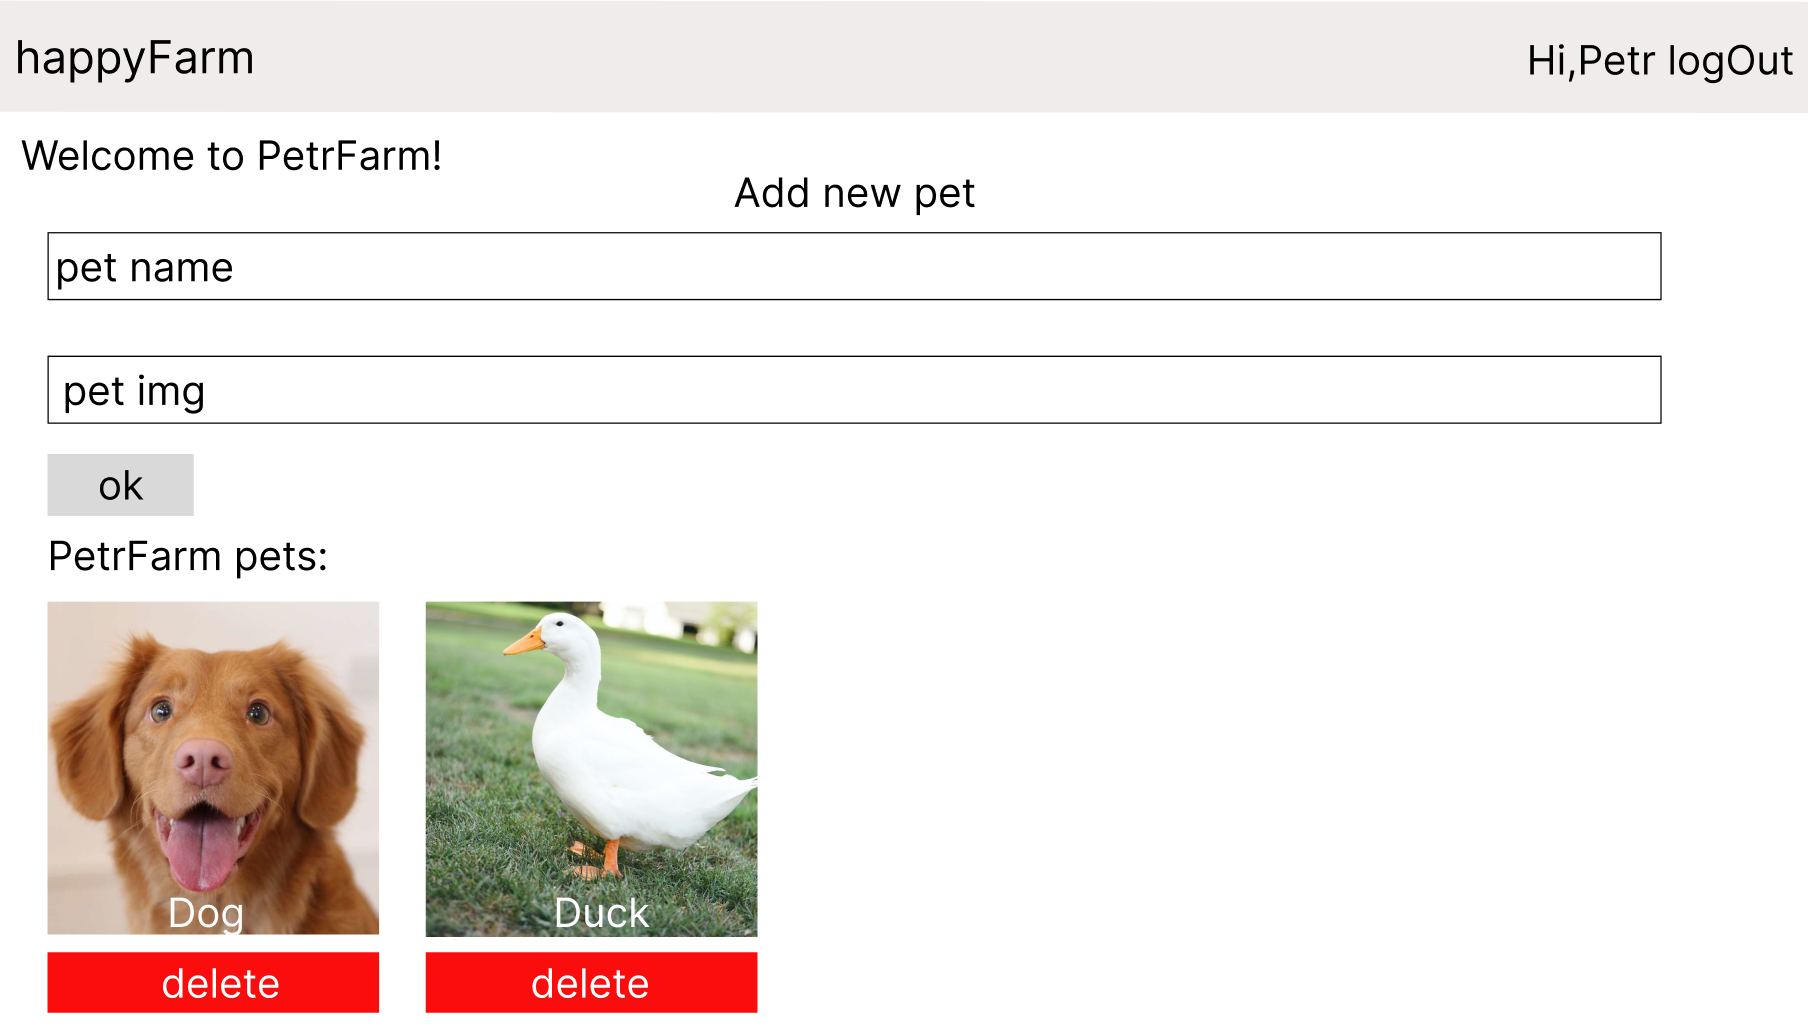 happyFarm
Hi,Petr logOut
Welcome to PetrFarm!
Add new pet
pet name
pet img
ok
PetrFarm pets:
Dog
Duck
delete
delete